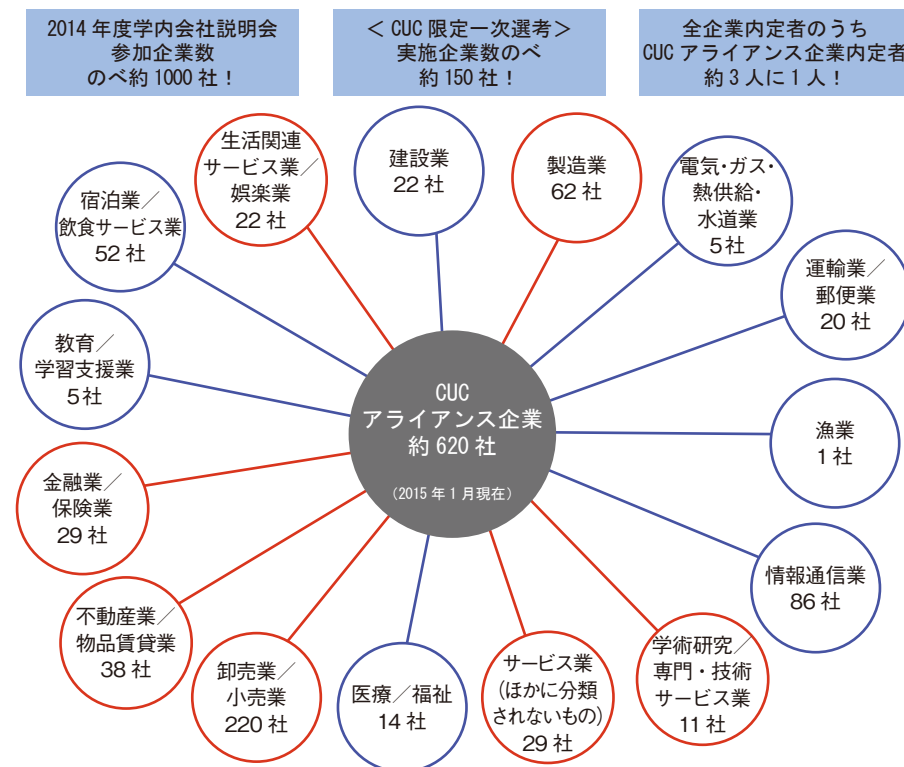 2014 年度学内会社説明会
参加企業数
のべ約 1000 社！
＜ CUC 限定一次選考＞
実施企業数のべ
約 150 社！
全企業内定者のうち
CUC アライアンス企業内定者
約 3 人に 1 人！
生活関連
サービス業／
娯楽業
22 社
建設業
22 社
製造業
62 社
電気・ガス・
熱供給・
水道業
5 社
宿泊業／
飲食サービス業
52 社
運輸業／
郵便業
20 社
教育／
学習支援業
5 社
CUC
アライアンス企業
約 620 社
（2015 年 1 月現在）
漁業
1 社
金融業／
保険業
29 社
情報通信業
86 社
不動産業／
物品賃貸業
38 社
卸売業／
小売業
220 社
医療／福祉
14 社
サービス業
(ほかに分類
されないもの)
29 社
学術研究／
専門・技術
サービス業
11 社